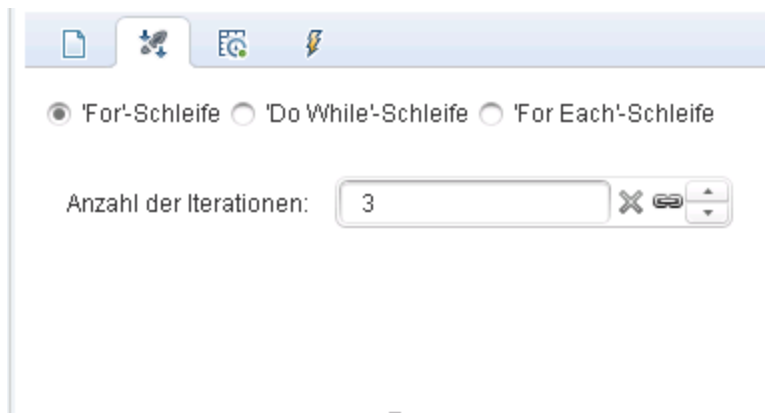 'For'-Schleife 'Do While'-Schleife 'For Each'-Schleife
Anzahl der Iterationen: 3